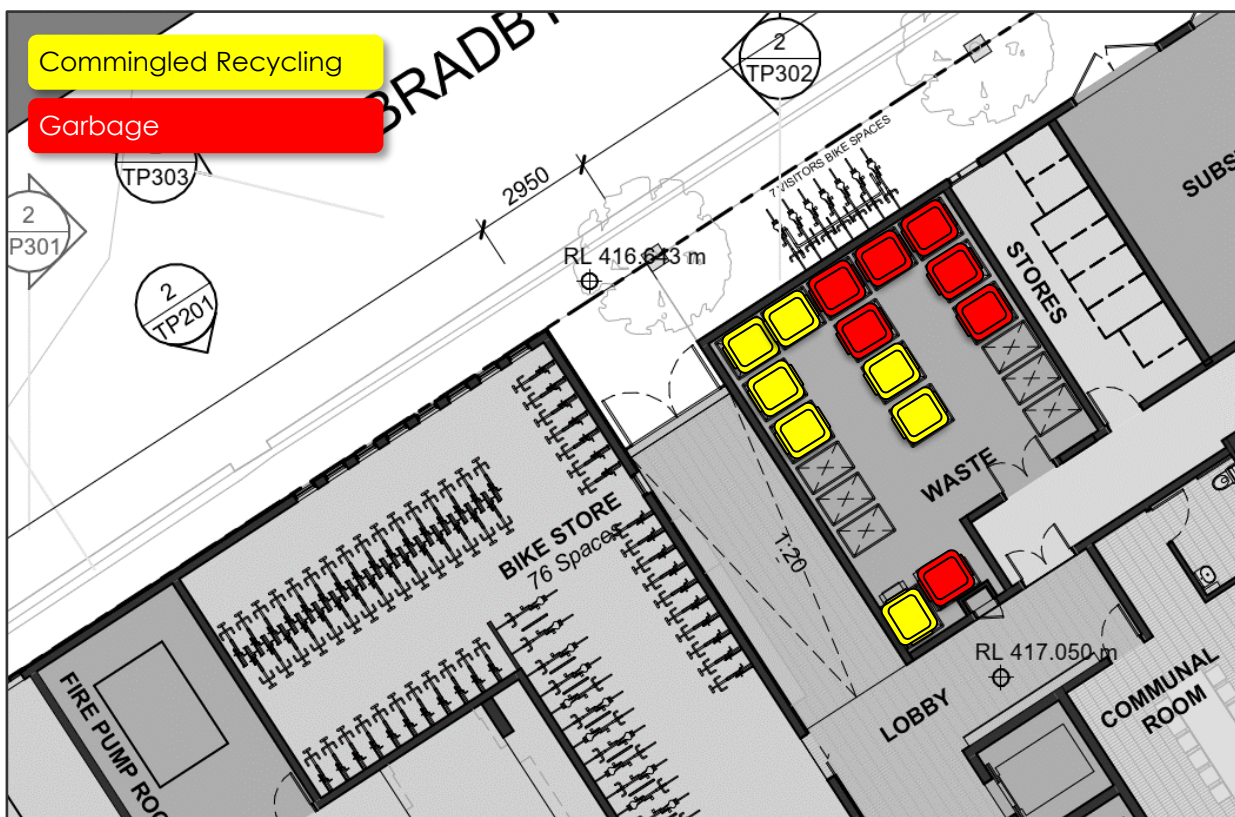 Commingled Recycling
Garbage
BRADBY
2
TP302
TP303
2
P301
2
TP201
2950
RL 416.643 m
7 VISITORS BIKE SPACES
STORES
SUBS
WASTE
BIKE STORE
76 Spaces
1:20
RL 417.050 m
LOBBY
COMMUNAL
ROOM
FIRE PUMP ROO